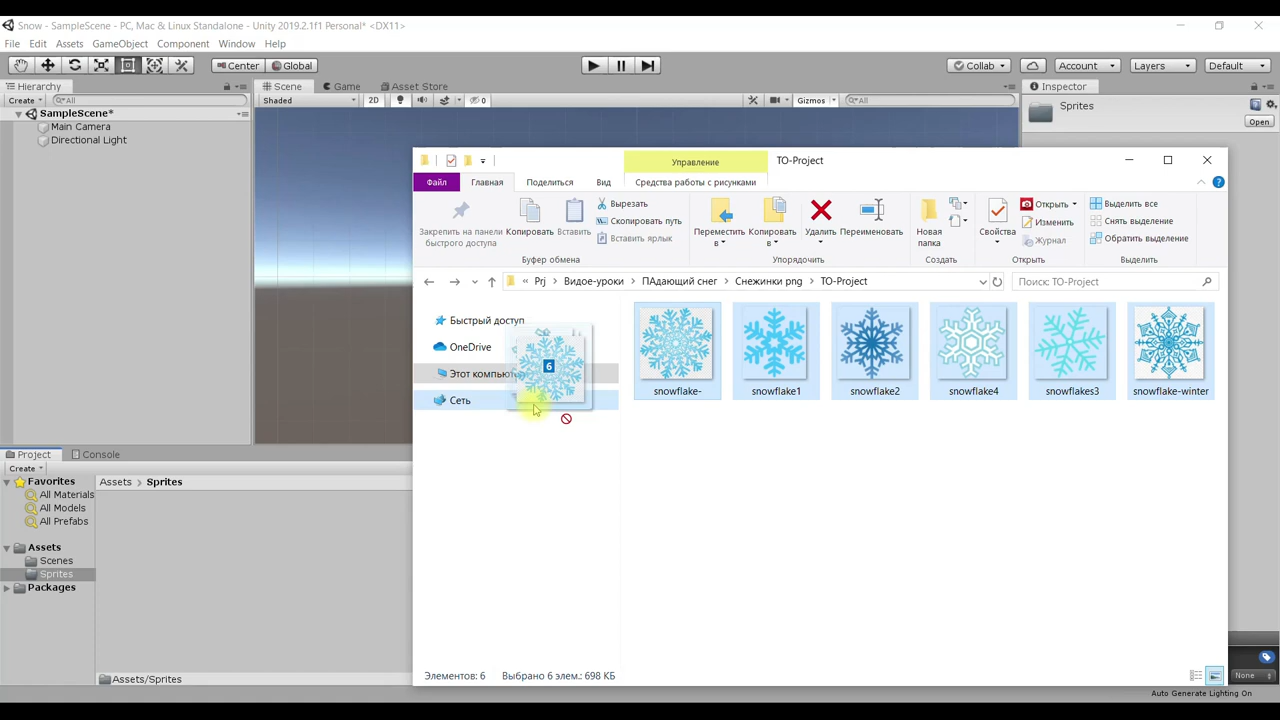 Snow - SampleScene - PC, Mac & Linux Standalone - Unity 2019.2.1f1 Personal* <DX11>
File Edit Assets GameObject Component Window Help
Center Global Collab Account Layers Default
Hierarchy Scene Game Asset Store Inspector
Create All Shaded 2D 0 Gizmos All
SampleScene* Sprites
Main Camera
Directional Light
Open
Управление TO-Project
Файл Главная Поделиться Вид Средства работы с рисунками
Закрепить на панели быстрого доступа
Копировать
Вставить
Вырезать
Скопировать путь
Вставить ярлык
Переместить в
Копировать в
Удалить
Переименовать
Новая папка
Свойства
Открыть
Изменить
Журнал
Выделить все
Снять выделение
Обратить выделение
Буфер обмена Упорядочить Создать Открыть Выделить
« Prj Видое-уроки ПАдающий снег Снежинки png TO-Project Поиск: TO-Project
Быстрый доступ
OneDrive
6
Этот компьюте
Сеть
snowflake- snowflake1 snowflake2 snowflake4 snowflakes3 snowflake-winter
Project Console
Create
Favorites
All Materials
All Models
All Prefabs
Assets Sprites
Assets
Scenes
Sprites
Packages
Assets/Sprites
Элементов: 6 Выбрано 6 элем.: 698 КБ
None
Auto Generate Lighting On